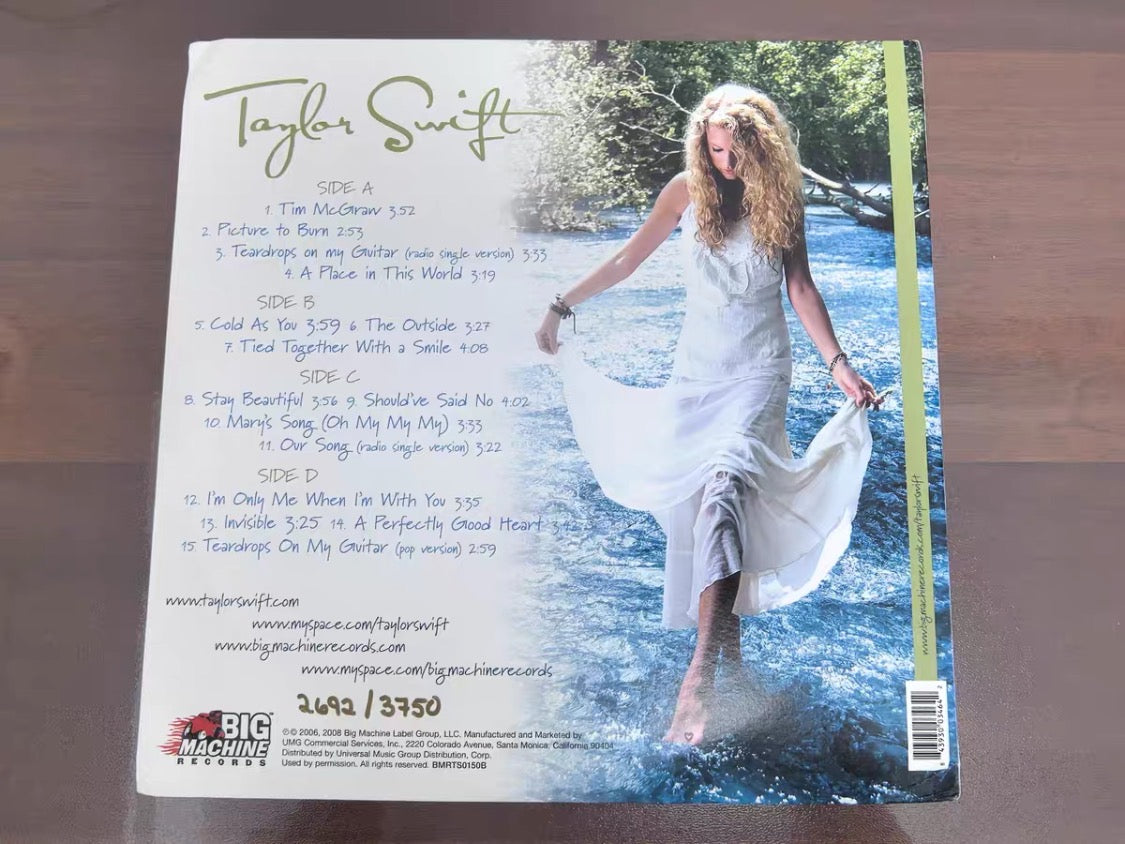 Taylor Swift
SIDE A
1. Tim McGraw 3:52
2. Picture to Burn 2:53
3. Teardrops on my Guitar (radio single version) 3:33
4. A Place in This World 3:19
SIDE B
5. Cold As You 3:59 6. The Outside 3:27
7. Tied Together With a Smile 4:08
SIDE C
8. Stay Beautiful 3:56 9. Should've Said No 4:02
10. Mary's Song (Oh My My My) 3:33
11. Our Song (radio single version) 3:22
SIDE D
12. I'm Only Me When I'm With You 3:35
13. Invisible 3:25 14. A Perfectly Good Heart 3:42
15. Teardrops On My Guitar (pop version) 2:59
www.taylorswift.com
www.myspace.com/taylorswift
www.bigmachinerecords.com
www.myspace.com/bigmachinerecords
2692/3750
BIG
MACHINE
RECORDS
℗© 2006, 2008 Big Machine Label Group, LLC. Manufactured and Marketed by
UMG Commercial Services, Inc., 2220 Colorado Avenue, Santa Monica, California 90404
Distributed by Universal Music Group Distribution, Corp.
Used by permission. All rights reserved. BMRTS0150B
www.bigmachinerecords.com/taylorswift
8 43930 03464 2